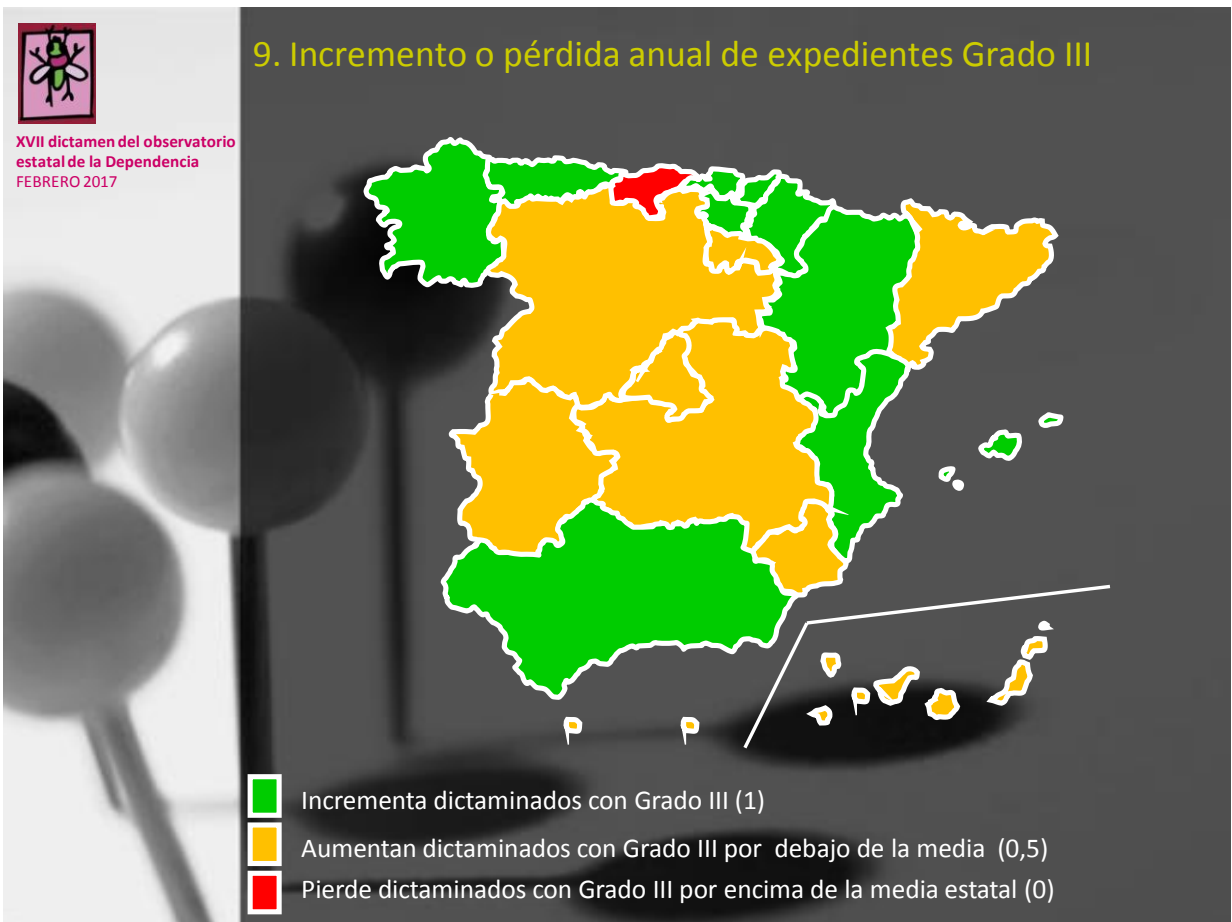 9. Incremento o pérdida anual de expedientes Grado III
XVII dictamen del observatorio
estatal de la Dependencia
FEBRERO 2017
Incrementa dictaminados con Grado III (1)
Aumentan dictaminados con Grado III por debajo de la media (0,5)
Pierde dictaminados con Grado III por encima de la media estatal (0)